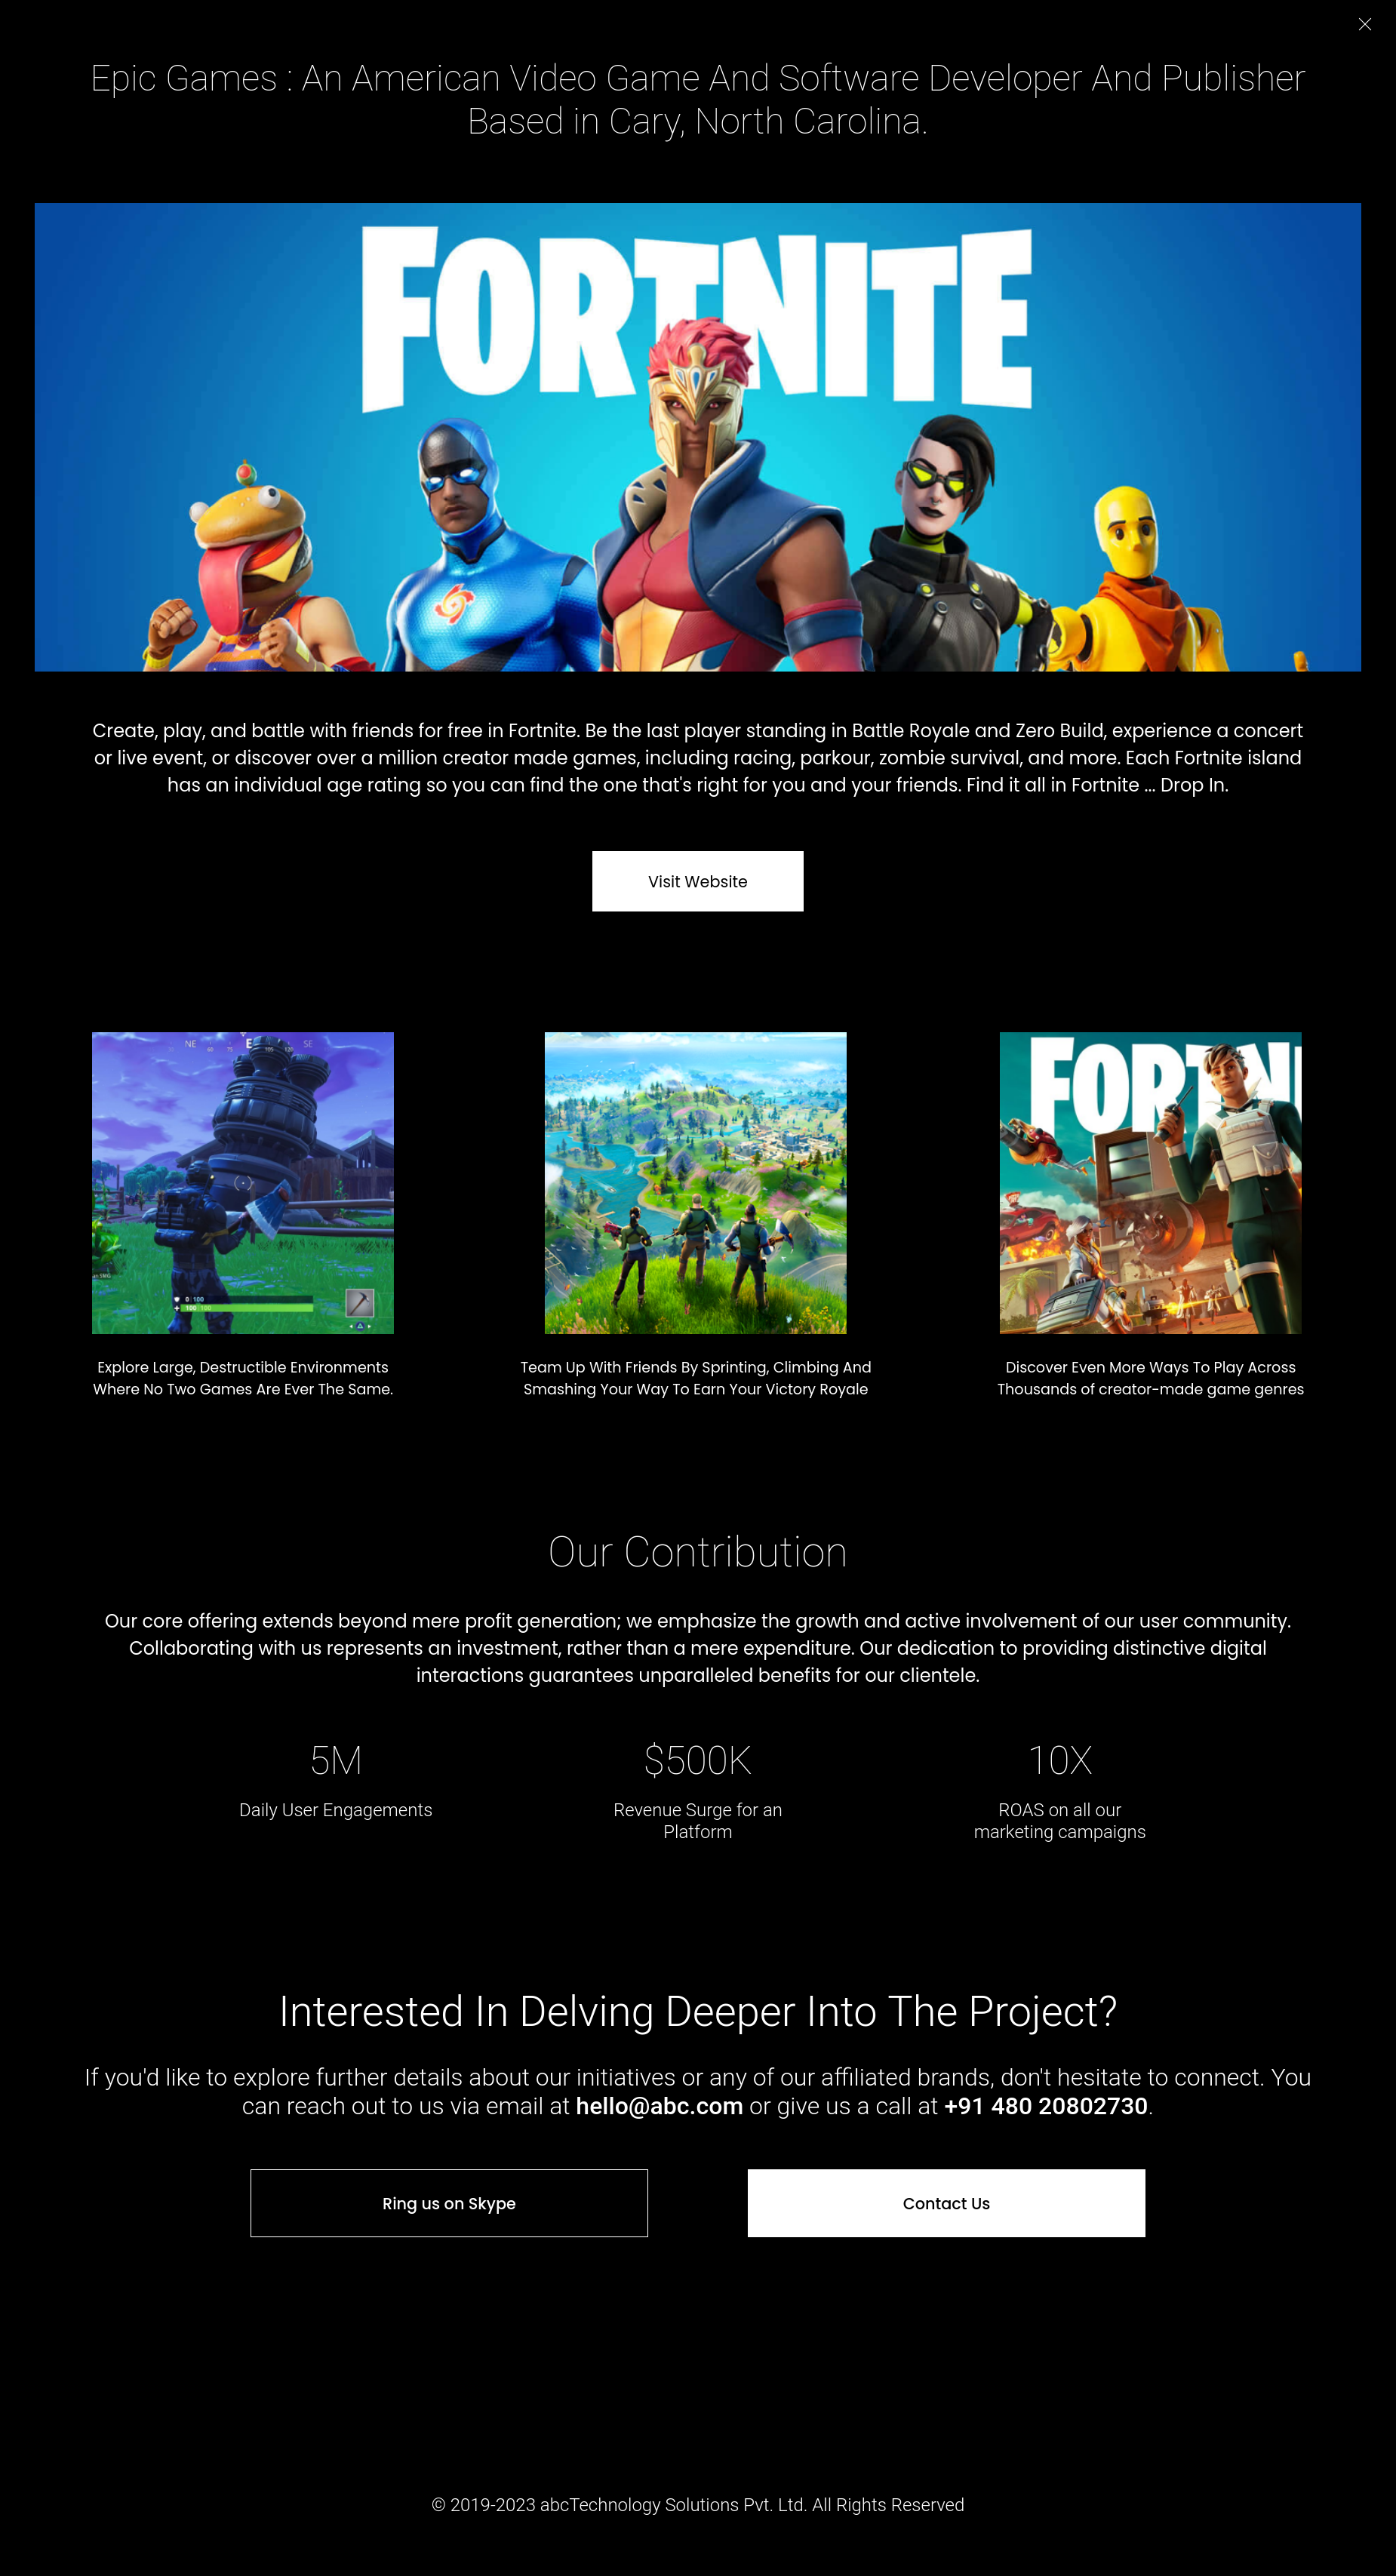 Epic Games : An American Video Game And Software Developer And Publisher
Based in Cary, North Carolina.
FORTNITE
Create, play, and battle with friends for free in Fortnite. Be the last player standing in Battle Royale and Zero Build, experience a concert
or live event, or discover over a million creator made games, including racing, parkour, zombie survival, and more. Each Fortnite island
has an individual age rating so you can find the one that's right for you and your friends. Find it all in Fortnite ... Drop In.
Visit Website
NE E SE
60 75 105 120
0 100
100 100
Explore Large, Destructible Environments
Where No Two Games Are Ever The Same.
Team Up With Friends By Sprinting, Climbing And
Smashing Your Way To Earn Your Victory Royale
FORTN
Discover Even More Ways To Play Across
Thousands of creator-made game genres
Our Contribution
Our core offering extends beyond mere profit generation; we emphasize the growth and active involvement of our user community.
Collaborating with us represents an investment, rather than a mere expenditure. Our dedication to providing distinctive digital
interactions guarantees unparalleled benefits for our clientele.
5M
Daily User Engagements
$500K
Revenue Surge for an
Platform
10X
ROAS on all our
marketing campaigns
Interested In Delving Deeper Into The Project?
If you'd like to explore further details about our initiatives or any of our affiliated brands, don't hesitate to connect. You
can reach out to us via email at hello@abc.com or give us a call at +91 480 20802730.
Ring us on Skype
Contact Us
© 2019-2023 abcTechnology Solutions Pvt. Ltd. All Rights Reserved